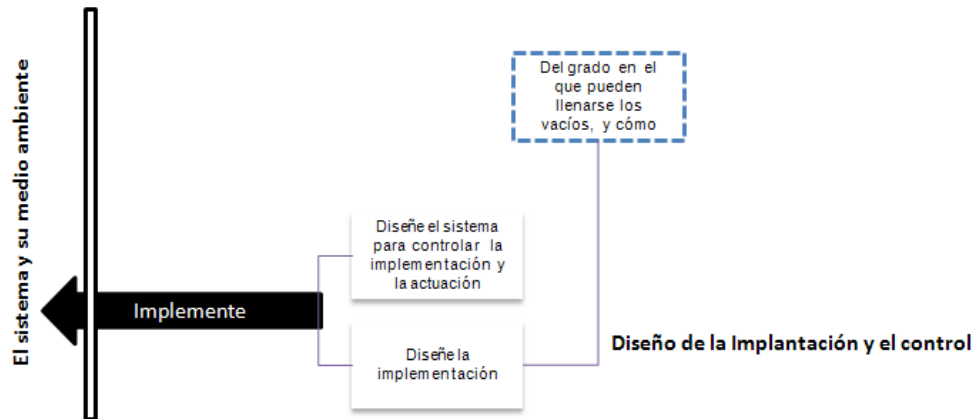 El sistema y su medio ambiente
Del grado en el
que pueden
llenarse los
vacíos, y cómo
Diseñe el sistema
para controlar la
implementación y
la actuación
Implemente
Diseñe la
implementación
Diseño de la Implantación y el control